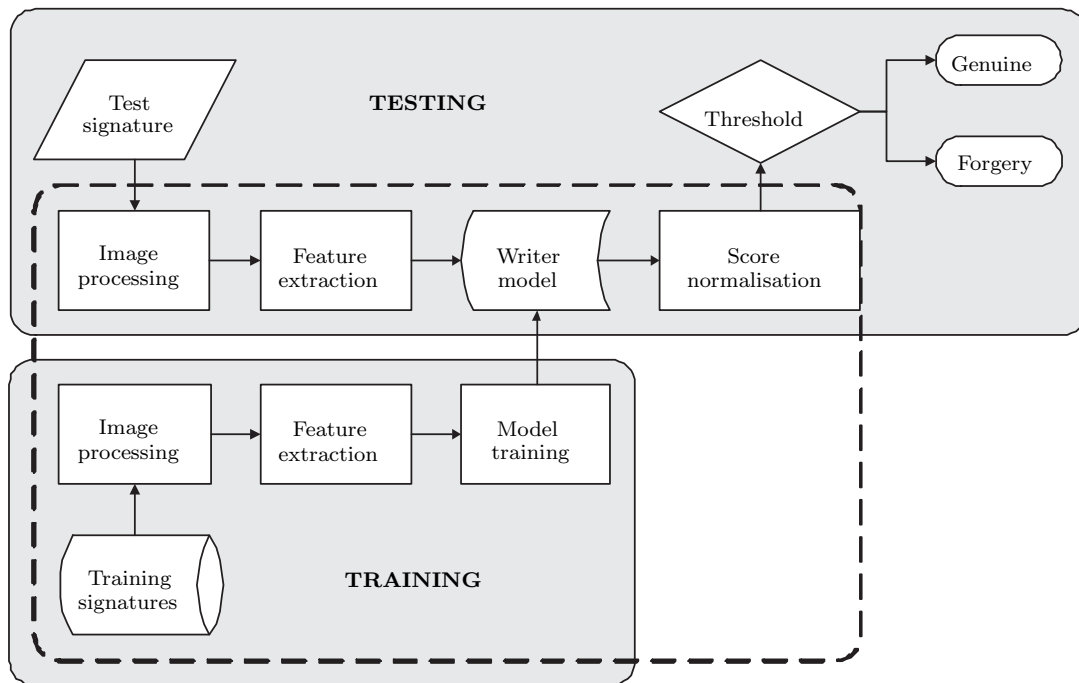 Test
signature
TESTING
Threshold
Genuine
Forgery
Image
processing
Feature
extraction
Writer
model
Score
normalisation
Image
processing
Feature
extraction
Model
training
Training
signatures
TRAINING